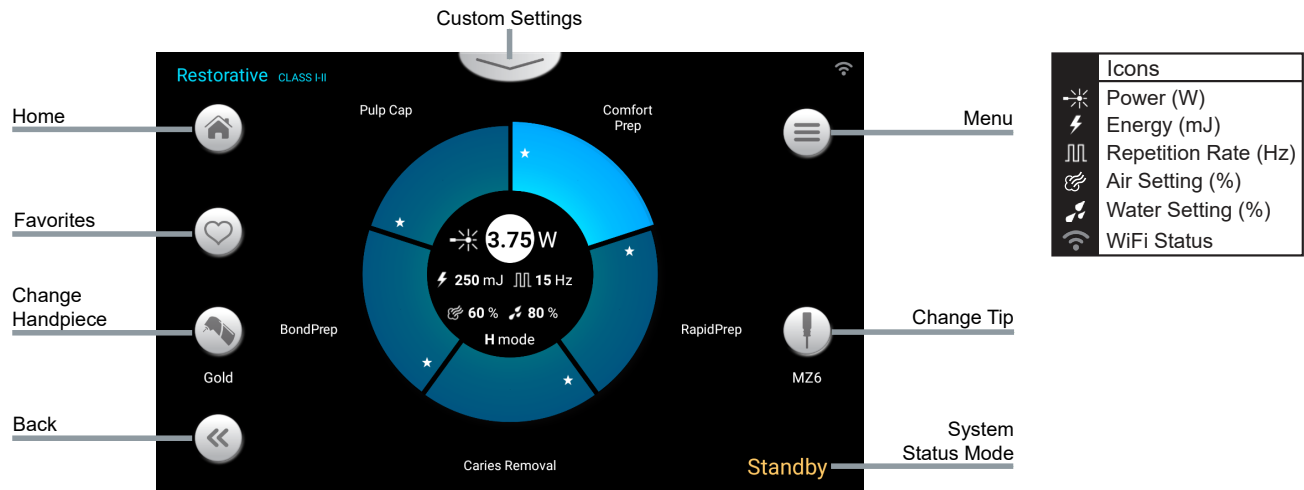 Custom Settings
Restorative CLASS I-II
Home
Favorites
Change
Handpiece
Gold
Back
Pulp Cap
Comfort
Prep
3.75 W
250 mJ 15 Hz
60 % 80 %
H mode
BondPrep
RapidPrep
Caries Removal
Menu
Change Tip
MZ6
System
Status Mode
Standby
Icons
Power (W)
Energy (mJ)
Repetition Rate (Hz)
Air Setting (%)
Water Setting (%)
WiFi Status